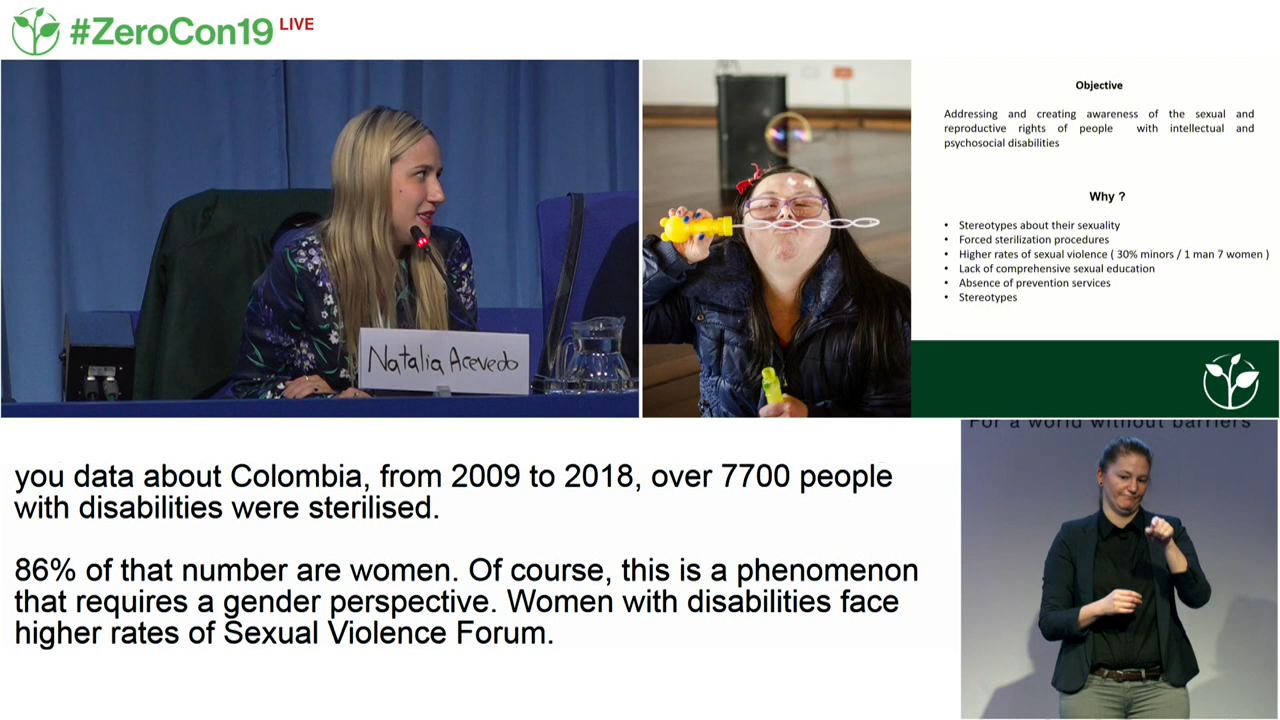 #ZeroCon19 LIVE
Objective
Addressing and creating awareness of the sexual and
reproductive rights of people with intellectual and
psychosocial disabilities
Why ?
• Stereotypes about their sexuality
• Forced sterilization procedures
• Higher rates of sexual violence ( 30% minors / 1 man 7 women )
• Lack of comprehensive sexual education
• Absence of prevention services
• Stereotypes
Natalia Acevedo
For a world without barriers
you data about Colombia, from 2009 to 2018, over 7700 people
with disabilities were sterilised.
86% of that number are women. Of course, this is a phenomenon
that requires a gender perspective. Women with disabilities face
higher rates of Sexual Violence Forum.